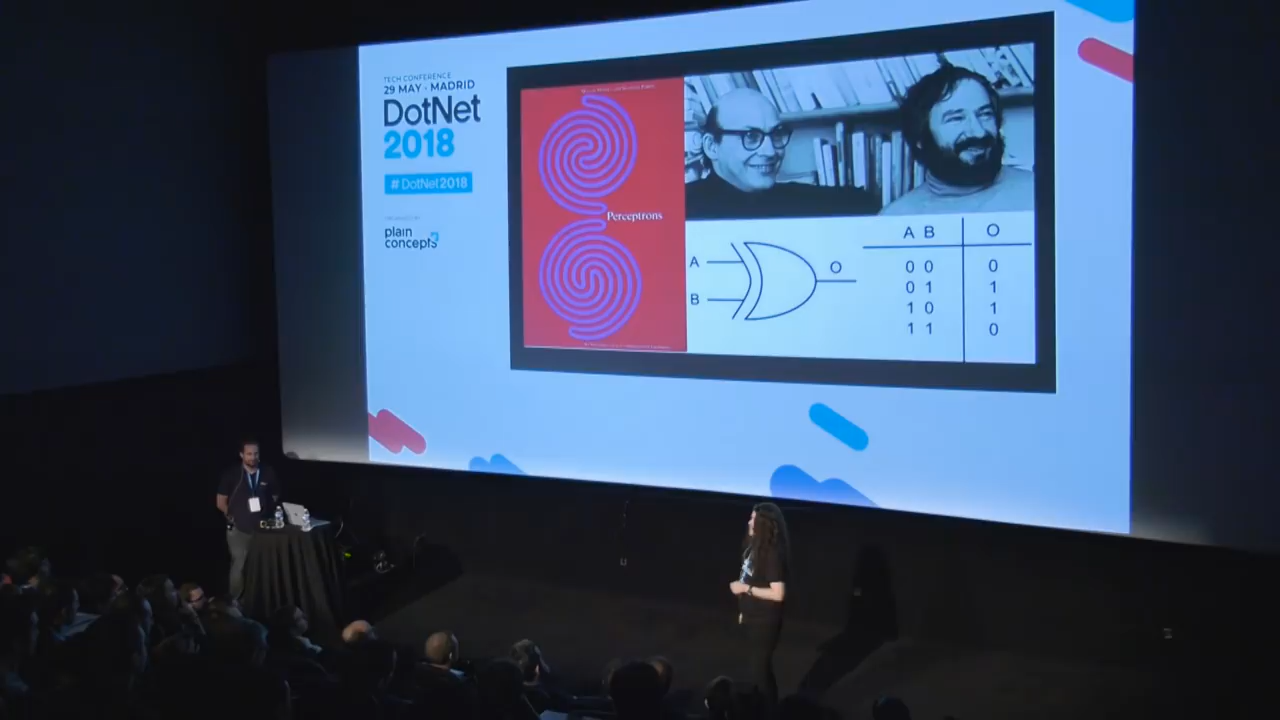 TECH CONFERENCE
29 MAY · MADRID
DotNet
2018
# DotNet2018
plain
concepts
Perceptrons
A
B
O
A B O
0 0 0
0 1 1
1 0 1
1 1 0